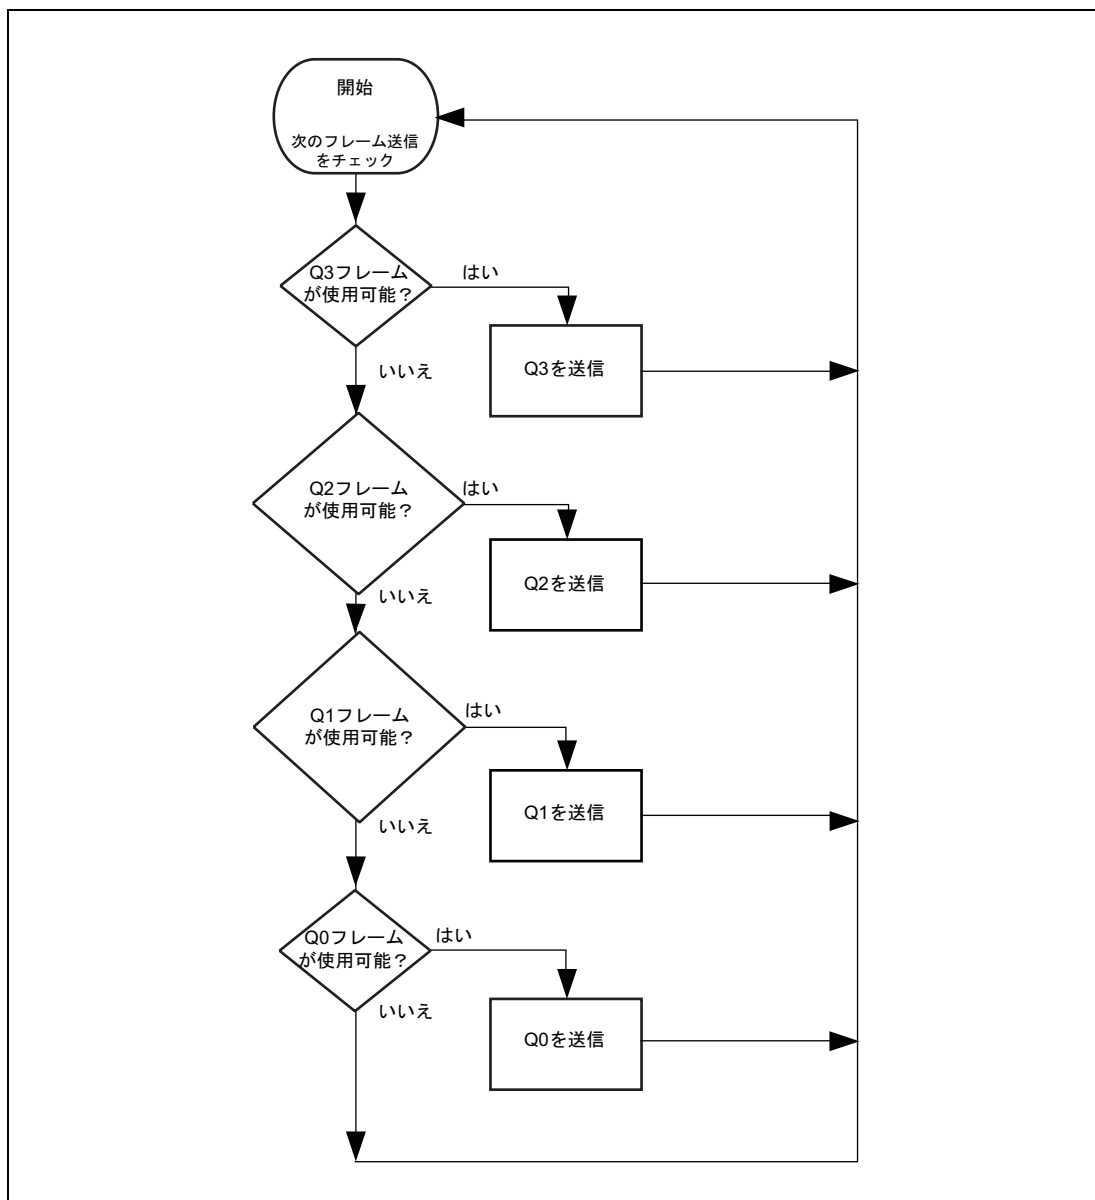 開始
次のフレーム送信
をチェック
Q3フレーム
が使用可能？
はい
Q3を送信
いいえ
Q2フレーム
が使用可能？
はい
Q2を送信
いいえ
Q1フレーム
が使用可能？
はい
Q1を送信
いいえ
Q0フレーム
が使用可能？
はい
いいえ
Q0を送信